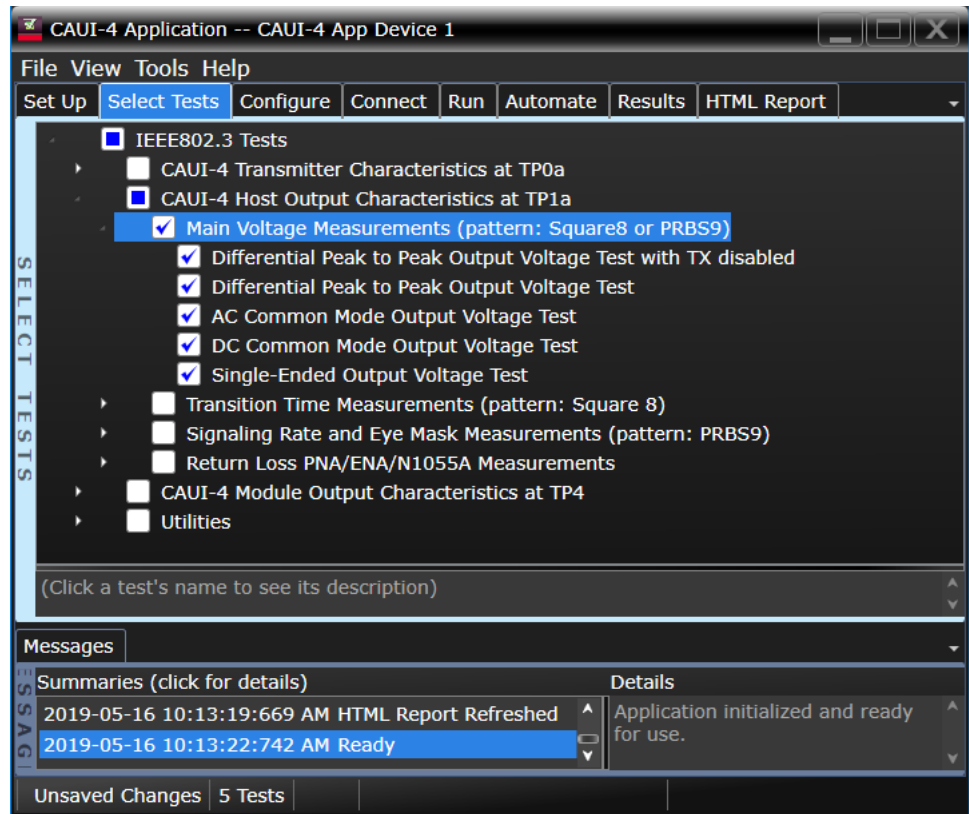 CAUI-4 Application -- CAUI-4 App Device 1
File View Tools Help
Set Up Select Tests Configure Connect Run Automate Results HTML Report
IEEE802.3 Tests
CAUI-4 Transmitter Characteristics at TP0a
CAUI-4 Host Output Characteristics at TP1a
Main Voltage Measurements (pattern: Square8 or PRBS9)
Differential Peak to Peak Output Voltage Test with TX disabled
Differential Peak to Peak Output Voltage Test
AC Common Mode Output Voltage Test
DC Common Mode Output Voltage Test
Single-Ended Output Voltage Test
Transition Time Measurements (pattern: Square 8)
Signaling Rate and Eye Mask Measurements (pattern: PRBS9)
Return Loss PNA/ENA/N1055A Measurements
CAUI-4 Module Output Characteristics at TP4
Utilities
SELECT TESTS
(Click a test's name to see its description)
Messages
Summaries (click for details) Details
2019-05-16 10:13:19:669 AM HTML Report Refreshed
2019-05-16 10:13:22:742 AM Ready
Application initialized and ready
for use.
Unsaved Changes 5 Tests